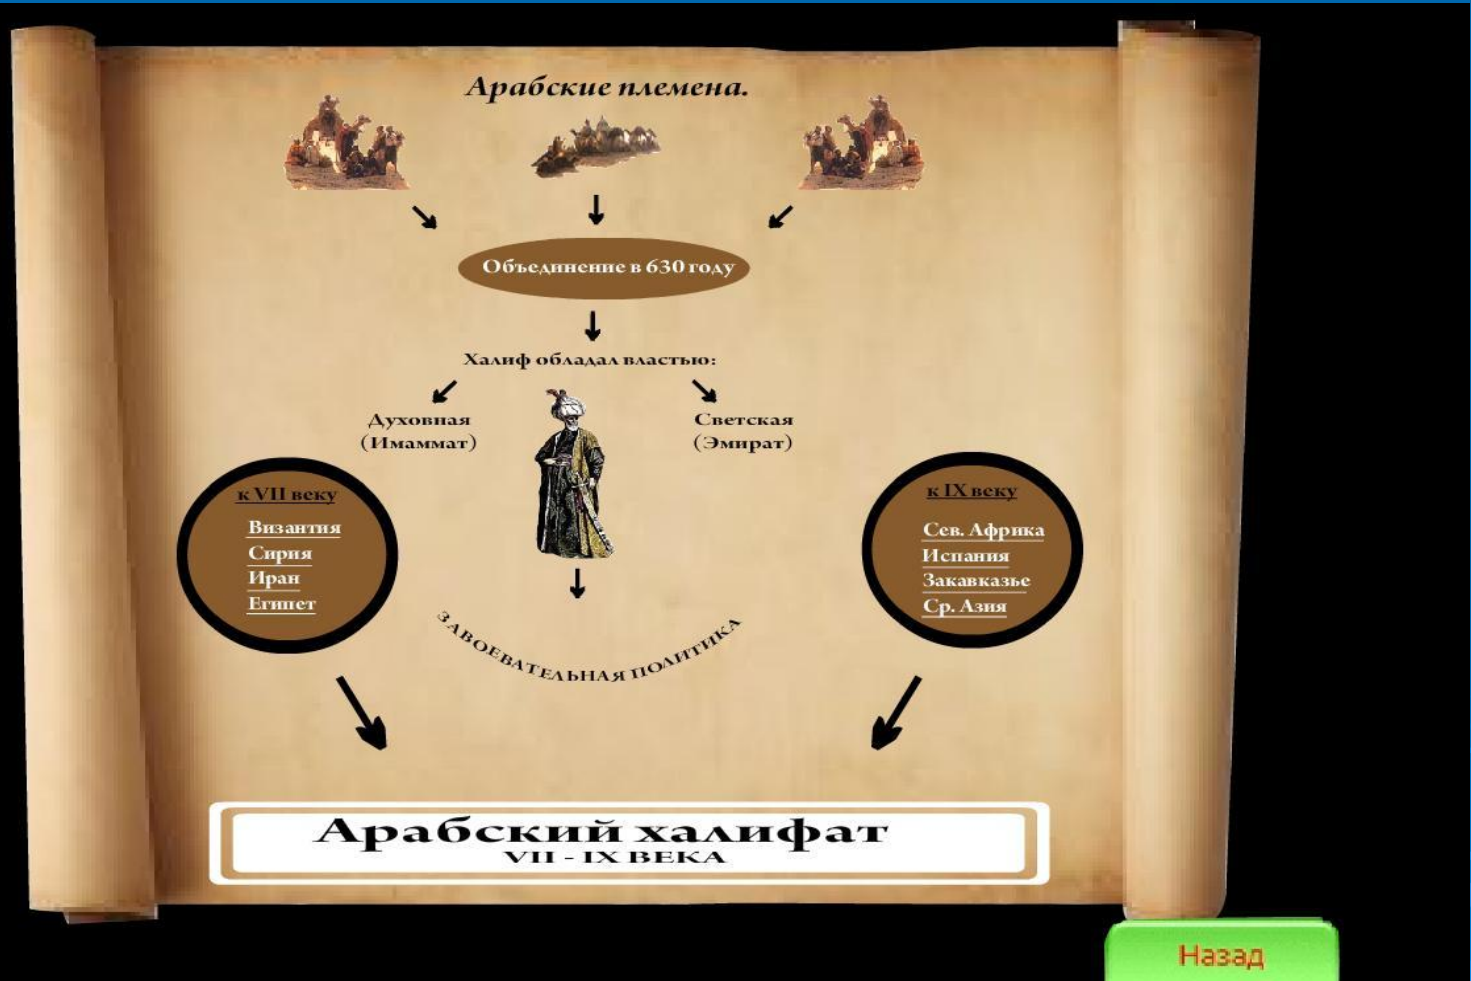 Арабские племена.
Объединение в 630 году
Халиф обладал властью:
Духовная
(Имаммат)
Светская
(Эмират)
к VII веку
Византия
Сирия
Иран
Египет
к IX веку
Сев. Африка
Испания
Закавказье
Ср. Азия
ЗАВОЕВАТЕЛЬНАЯ ПОЛИТИКА
Арабский халифат
VII - IX ВЕКА
Назад